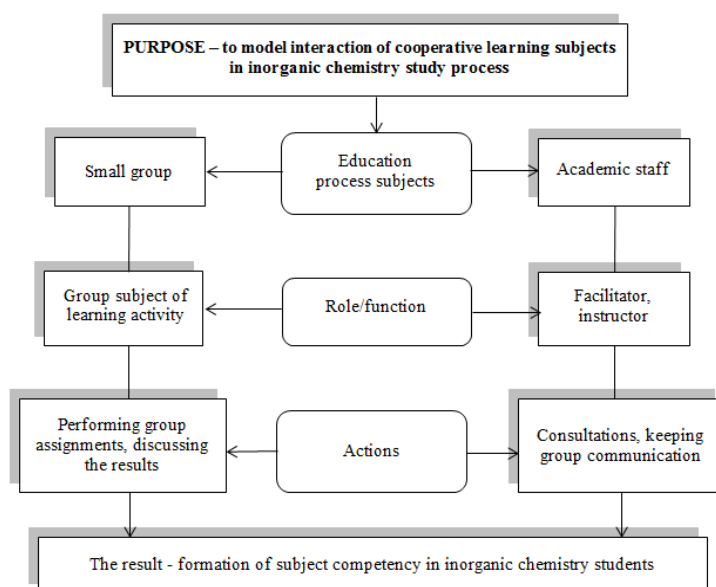 PURPOSE – to model interaction of cooperative learning subjects
in inorganic chemistry study process
Small group
Education
process subjects
Academic staff
Group subject of
learning activity
Role/function
Facilitator,
instructor
Performing group
assignments, discussing
the results
Actions
Consultations, keeping
group communication
The result - formation of subject competency in inorganic chemistry students